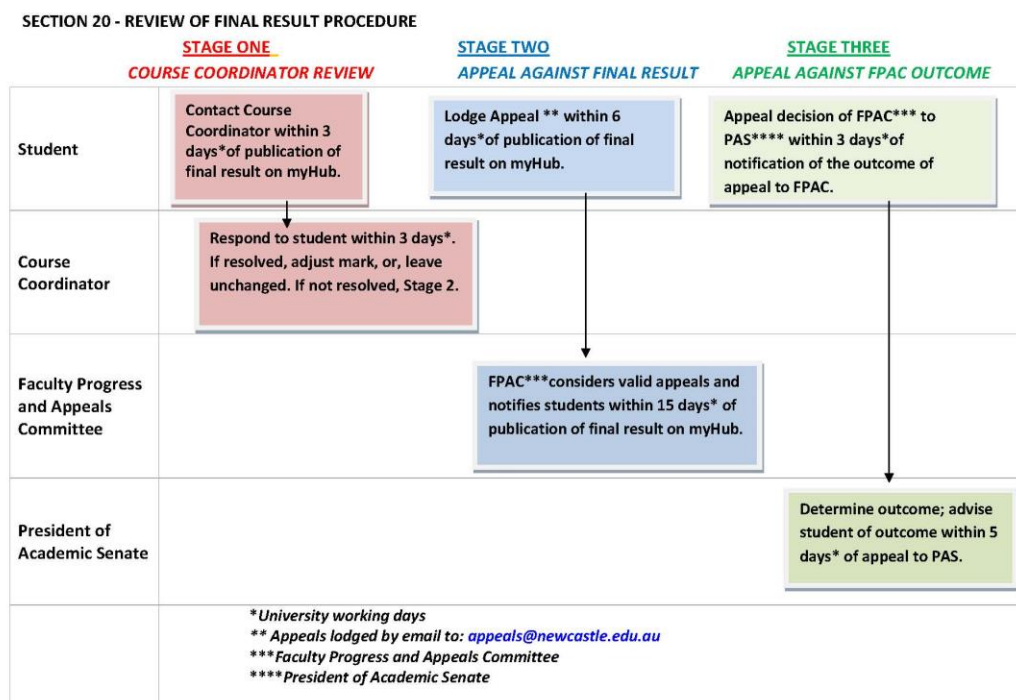 SECTION 20 - REVIEW OF FINAL RESULT PROCEDURE
STAGE ONE
COURSE COORDINATOR REVIEW
STAGE TWO
APPEAL AGAINST FINAL RESULT
STAGE THREE
APPEAL AGAINST FPAC OUTCOME
Student
Contact Course
Coordinator within 3
days*of publication of
final result on myHub.
Lodge Appeal ** within 6
days*of publication of final
result on myHub.
Appeal decision of FPAC*** to
PAS**** within 3 days*of
notification of the outcome of
appeal to FPAC.
Course
Coordinator
Respond to student within 3 days*.
If resolved, adjust mark, or, leave
unchanged. If not resolved, Stage 2.
Faculty Progress
and Appeals
Committee
FPAC***considers valid appeals and
notifies students within 15 days* of
publication of final result on myHub.
President of
Academic Senate
Determine outcome; advise
student of outcome within 5
days* of appeal to PAS.
*University working days
** Appeals lodged by email to: appeals@newcastle.edu.au
***Faculty Progress and Appeals Committee
****President of Academic Senate